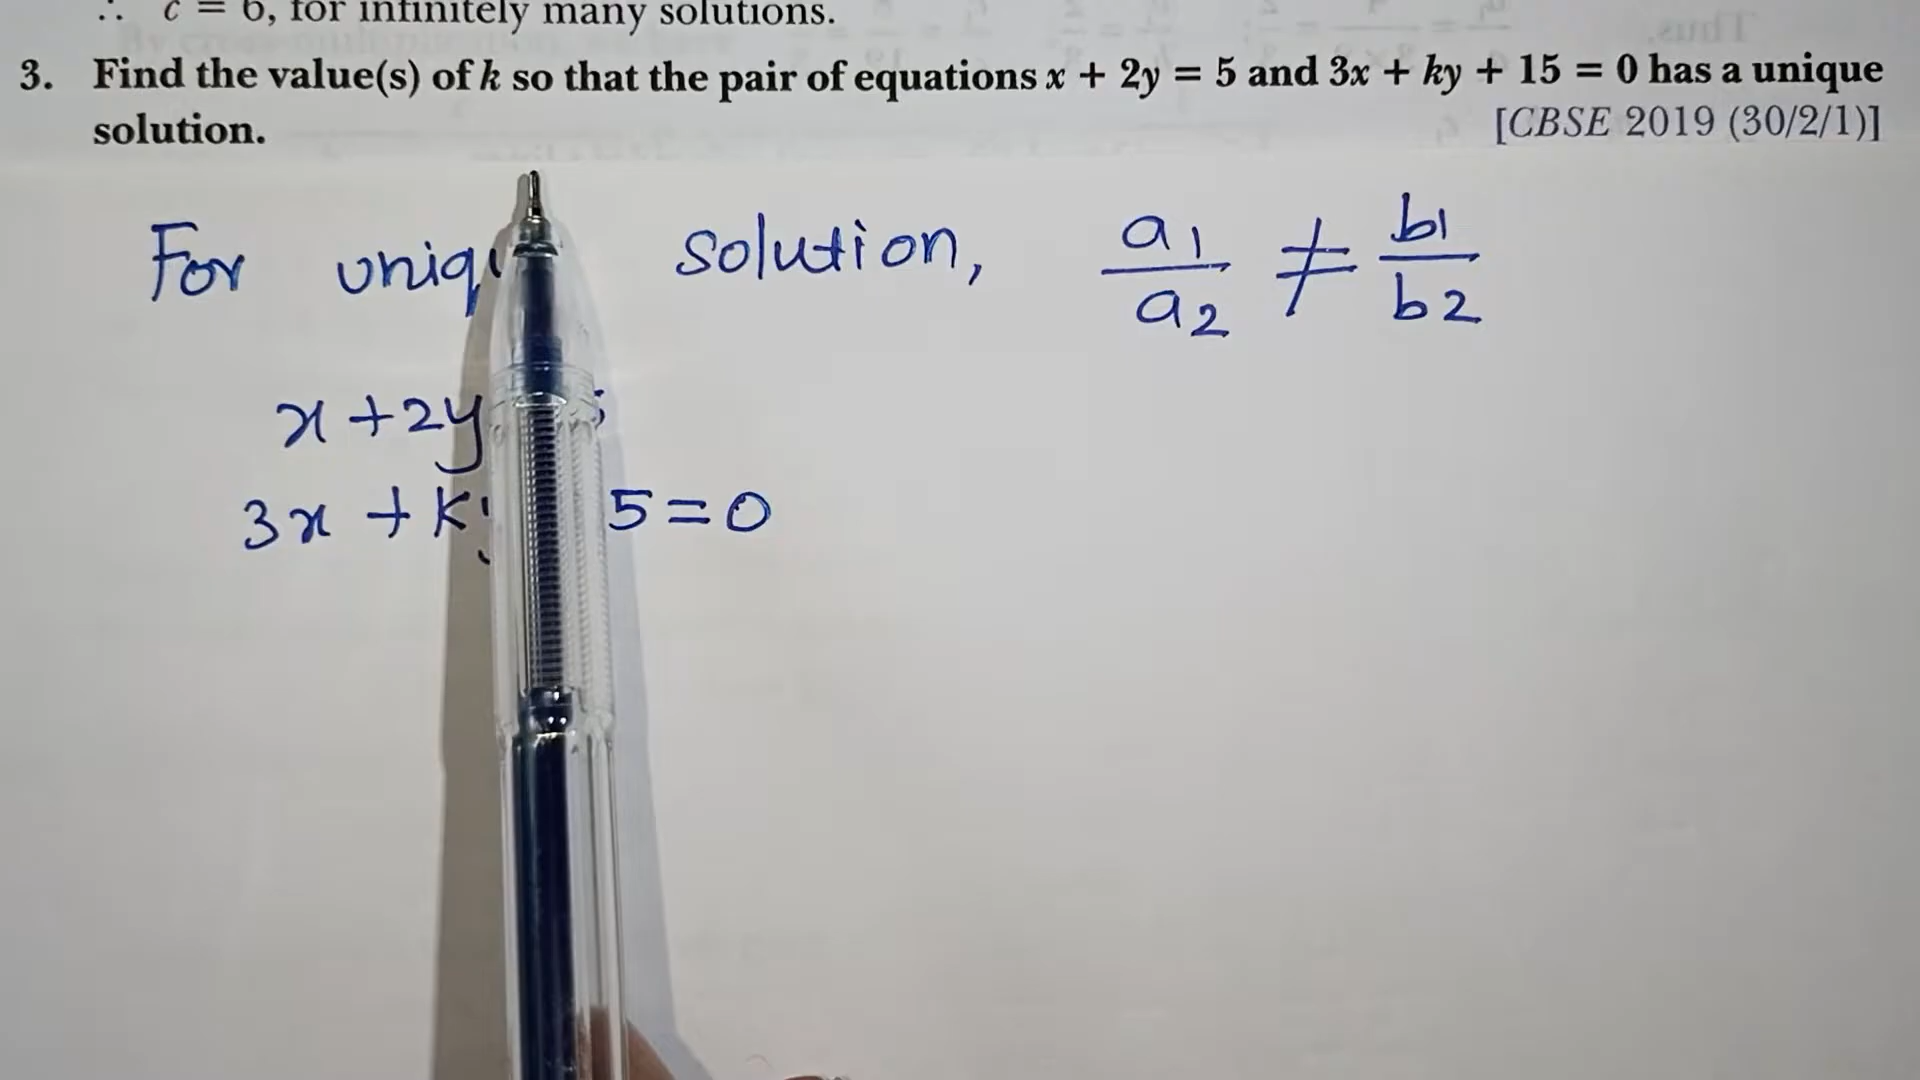 ∴ c = 6, for infinitely many solutions.
3. Find the value(s) of k so that the pair of equations x + 2y = 5 and 3x + ky + 15 = 0 has a unique
solution. [CBSE 2019 (30/2/1)]
For solution, a1/a2 ≠ b1/b2
x + 2y
3x + k 5 = 0